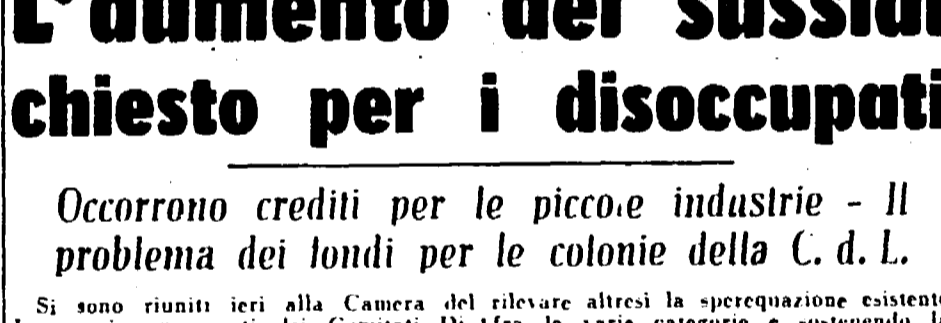 L'aumento dei sussidi
chiesto per i disoccupati
Occorrono crediti per le piccole industrie - Il
problema dei fondi per le colonie della C. d. L.
Si sono riuniti ieri alla Camera del rilevare altresì la sperequazione esistente